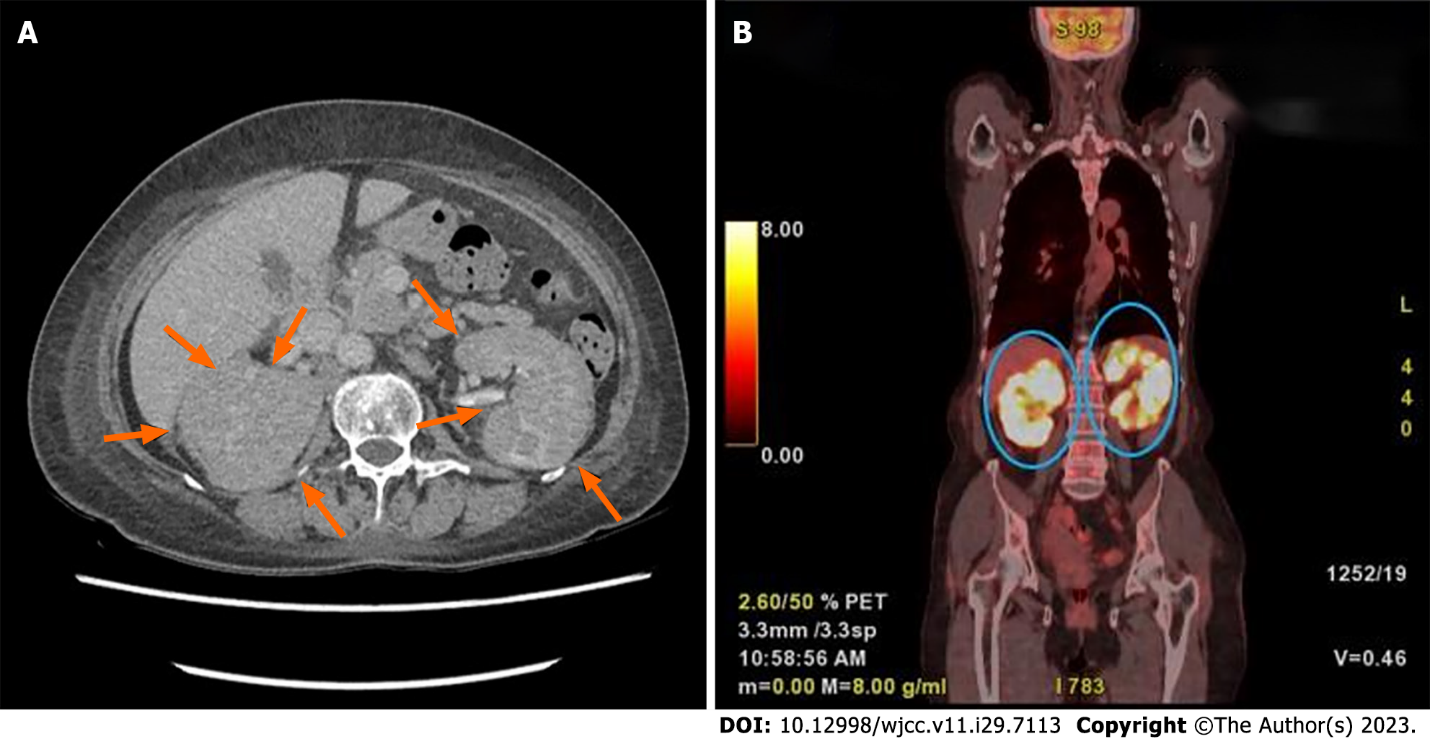 A
B
S 98
8.00
0.00
L
4
4
0
2.60/50 % PET
3.3mm /3.3sp
10:58:56 AM
m=0.00 M=8.00 g/ml
I 783
1252/19
V=0.46
DOI: 10.12998/wjcc.v11.i29.7113 Copyright ©The Author(s) 2023.